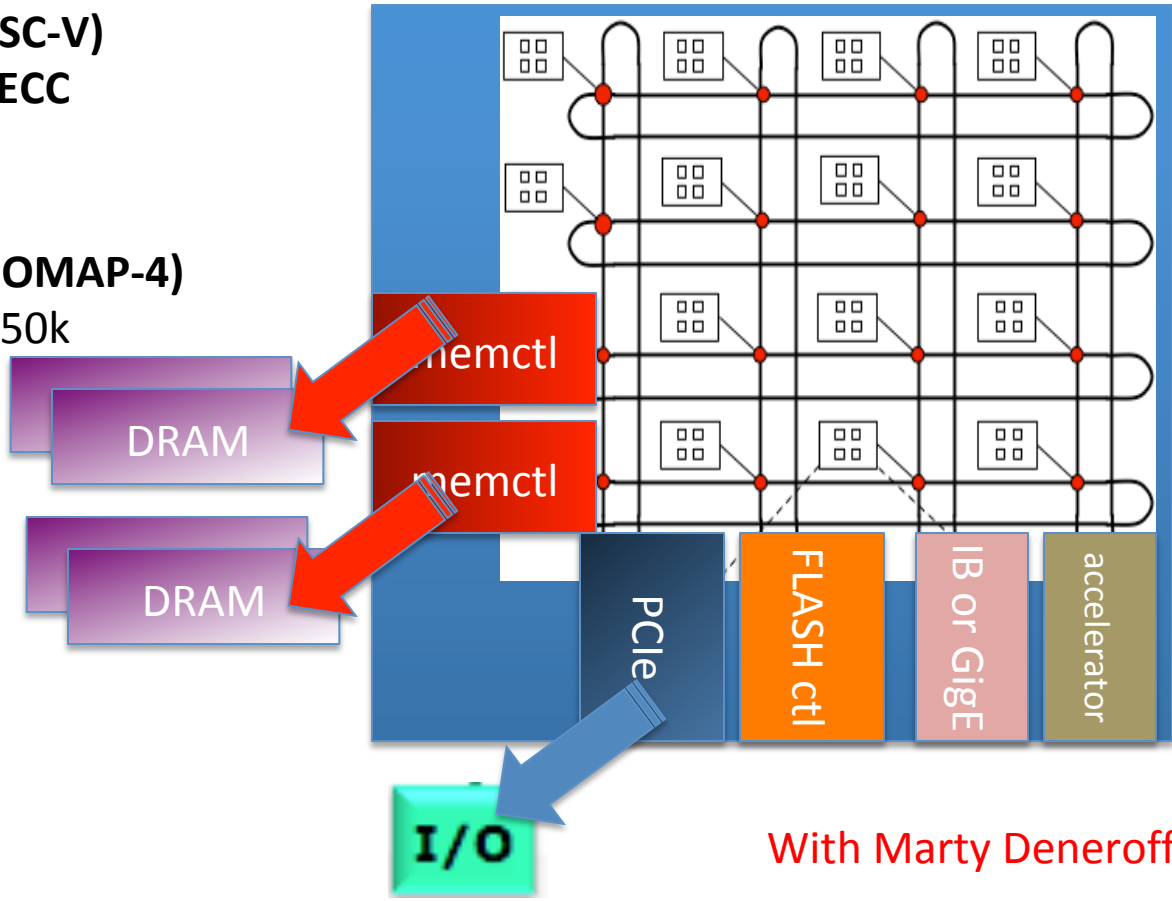 SC-V)
ECC
OMAP-4)
50k
memctl
DRAM
memctl
DRAM
PCIe
FLASH ctl
IB or GigE
accelerator
I/O
With Marty Deneroff